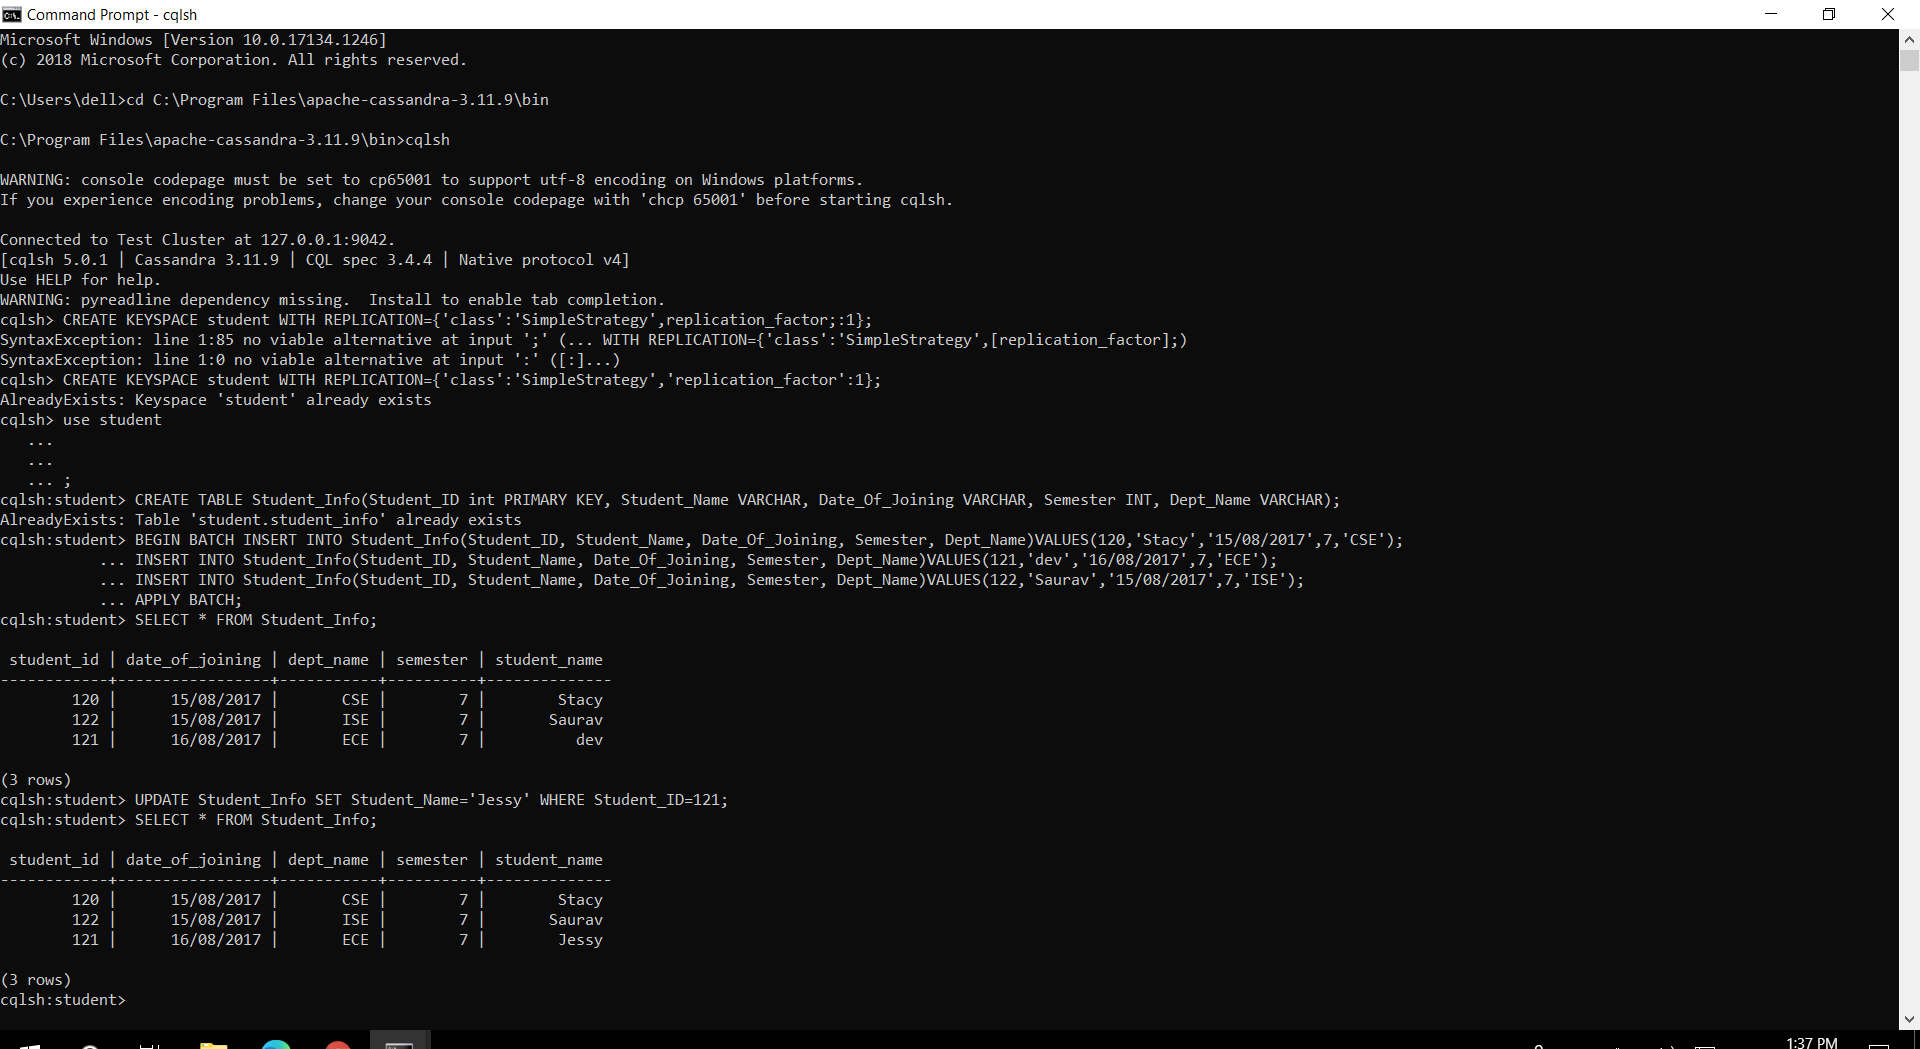 Command Prompt - cqlsh
Microsoft Windows [Version 10.0.17134.1246]
(c) 2018 Microsoft Corporation. All rights reserved.
C:\Users\dell>cd C:\Program Files\apache-cassandra-3.11.9\bin
C:\Program Files\apache-cassandra-3.11.9\bin>cqlsh
WARNING: console codepage must be set to cp65001 to support utf-8 encoding on Windows platforms.
If you experience encoding problems, change your console codepage with 'chcp 65001' before starting cqlsh.
Connected to Test Cluster at 127.0.0.1:9042.
[cqlsh 5.0.1 | Cassandra 3.11.9 | CQL spec 3.4.4 | Native protocol v4]
Use HELP for help.
WARNING: pyreadline dependency missing.  Install to enable tab completion.
cqlsh> CREATE KEYSPACE student WITH REPLICATION={'class':'SimpleStrategy',replication_factor;:1};
SyntaxException: line 1:85 no viable alternative at input ';' (... WITH REPLICATION={'class':'SimpleStrategy',[replication_factor];)
SyntaxException: line 1:0 no viable alternative at input ':' ([:]...)
cqlsh> CREATE KEYSPACE student WITH REPLICATION={'class':'SimpleStrategy','replication_factor':1};
AlreadyExists: Keyspace 'student' already exists
cqlsh> use student
   ...
   ...
   ... ;
cqlsh:student> CREATE TABLE Student_Info(Student_ID int PRIMARY KEY, Student_Name VARCHAR, Date_Of_Joining VARCHAR, Semester INT, Dept_Name VARCHAR);
AlreadyExists: Table 'student.student_info' already exists
cqlsh:student> BEGIN BATCH INSERT INTO Student_Info(Student_ID, Student_Name, Date_Of_Joining, Semester, Dept_Name)VALUES(120,'Stacy','15/08/2017',7,'CSE');
           ... INSERT INTO Student_Info(Student_ID, Student_Name, Date_Of_Joining, Semester, Dept_Name)VALUES(121,'dev','16/08/2017',7,'ECE');
           ... INSERT INTO Student_Info(Student_ID, Student_Name, Date_Of_Joining, Semester, Dept_Name)VALUES(122,'Saurav','15/08/2017',7,'ISE');
           ... APPLY BATCH;
cqlsh:student> SELECT * FROM Student_Info;
 student_id | date_of_joining | dept_name | semester | student_name
------------+-----------------+-----------+----------+--------------
        120 |      15/08/2017 |       CSE |        7 |        Stacy
        122 |      15/08/2017 |       ISE |        7 |       Saurav
        121 |      16/08/2017 |       ECE |        7 |          dev
(3 rows)
cqlsh:student> UPDATE Student_Info SET Student_Name='Jessy' WHERE Student_ID=121;
cqlsh:student> SELECT * FROM Student_Info;
 student_id | date_of_joining | dept_name | semester | student_name
------------+-----------------+-----------+----------+--------------
        120 |      15/08/2017 |       CSE |        7 |        Stacy
        122 |      15/08/2017 |       ISE |        7 |       Saurav
        121 |      16/08/2017 |       ECE |        7 |        Jessy
(3 rows)
cqlsh:student>
1:37 PM